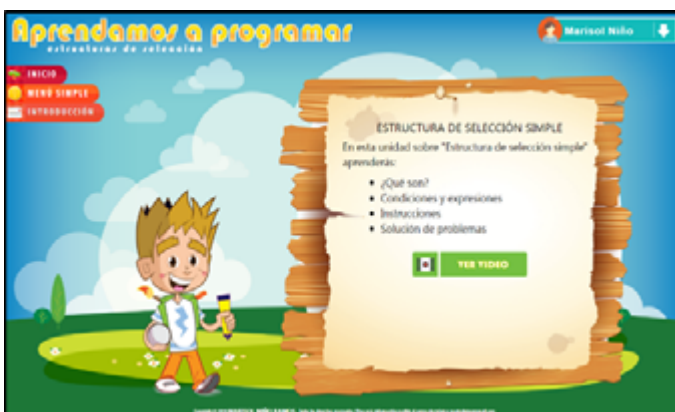 Aprendamos a programar
estructuras de selección
Marisol Niño
INICIO
MENÚ SIMPLE
INTRODUCCIÓN
ESTRUCTURA DE SELECCIÓN SIMPLE
En esta unidad sobre "Estructura de selección simple"
aprenderás:
• ¿Qué son?
• Condiciones y expresiones
• Instrucciones
• Solución de problemas
VER VIDEO